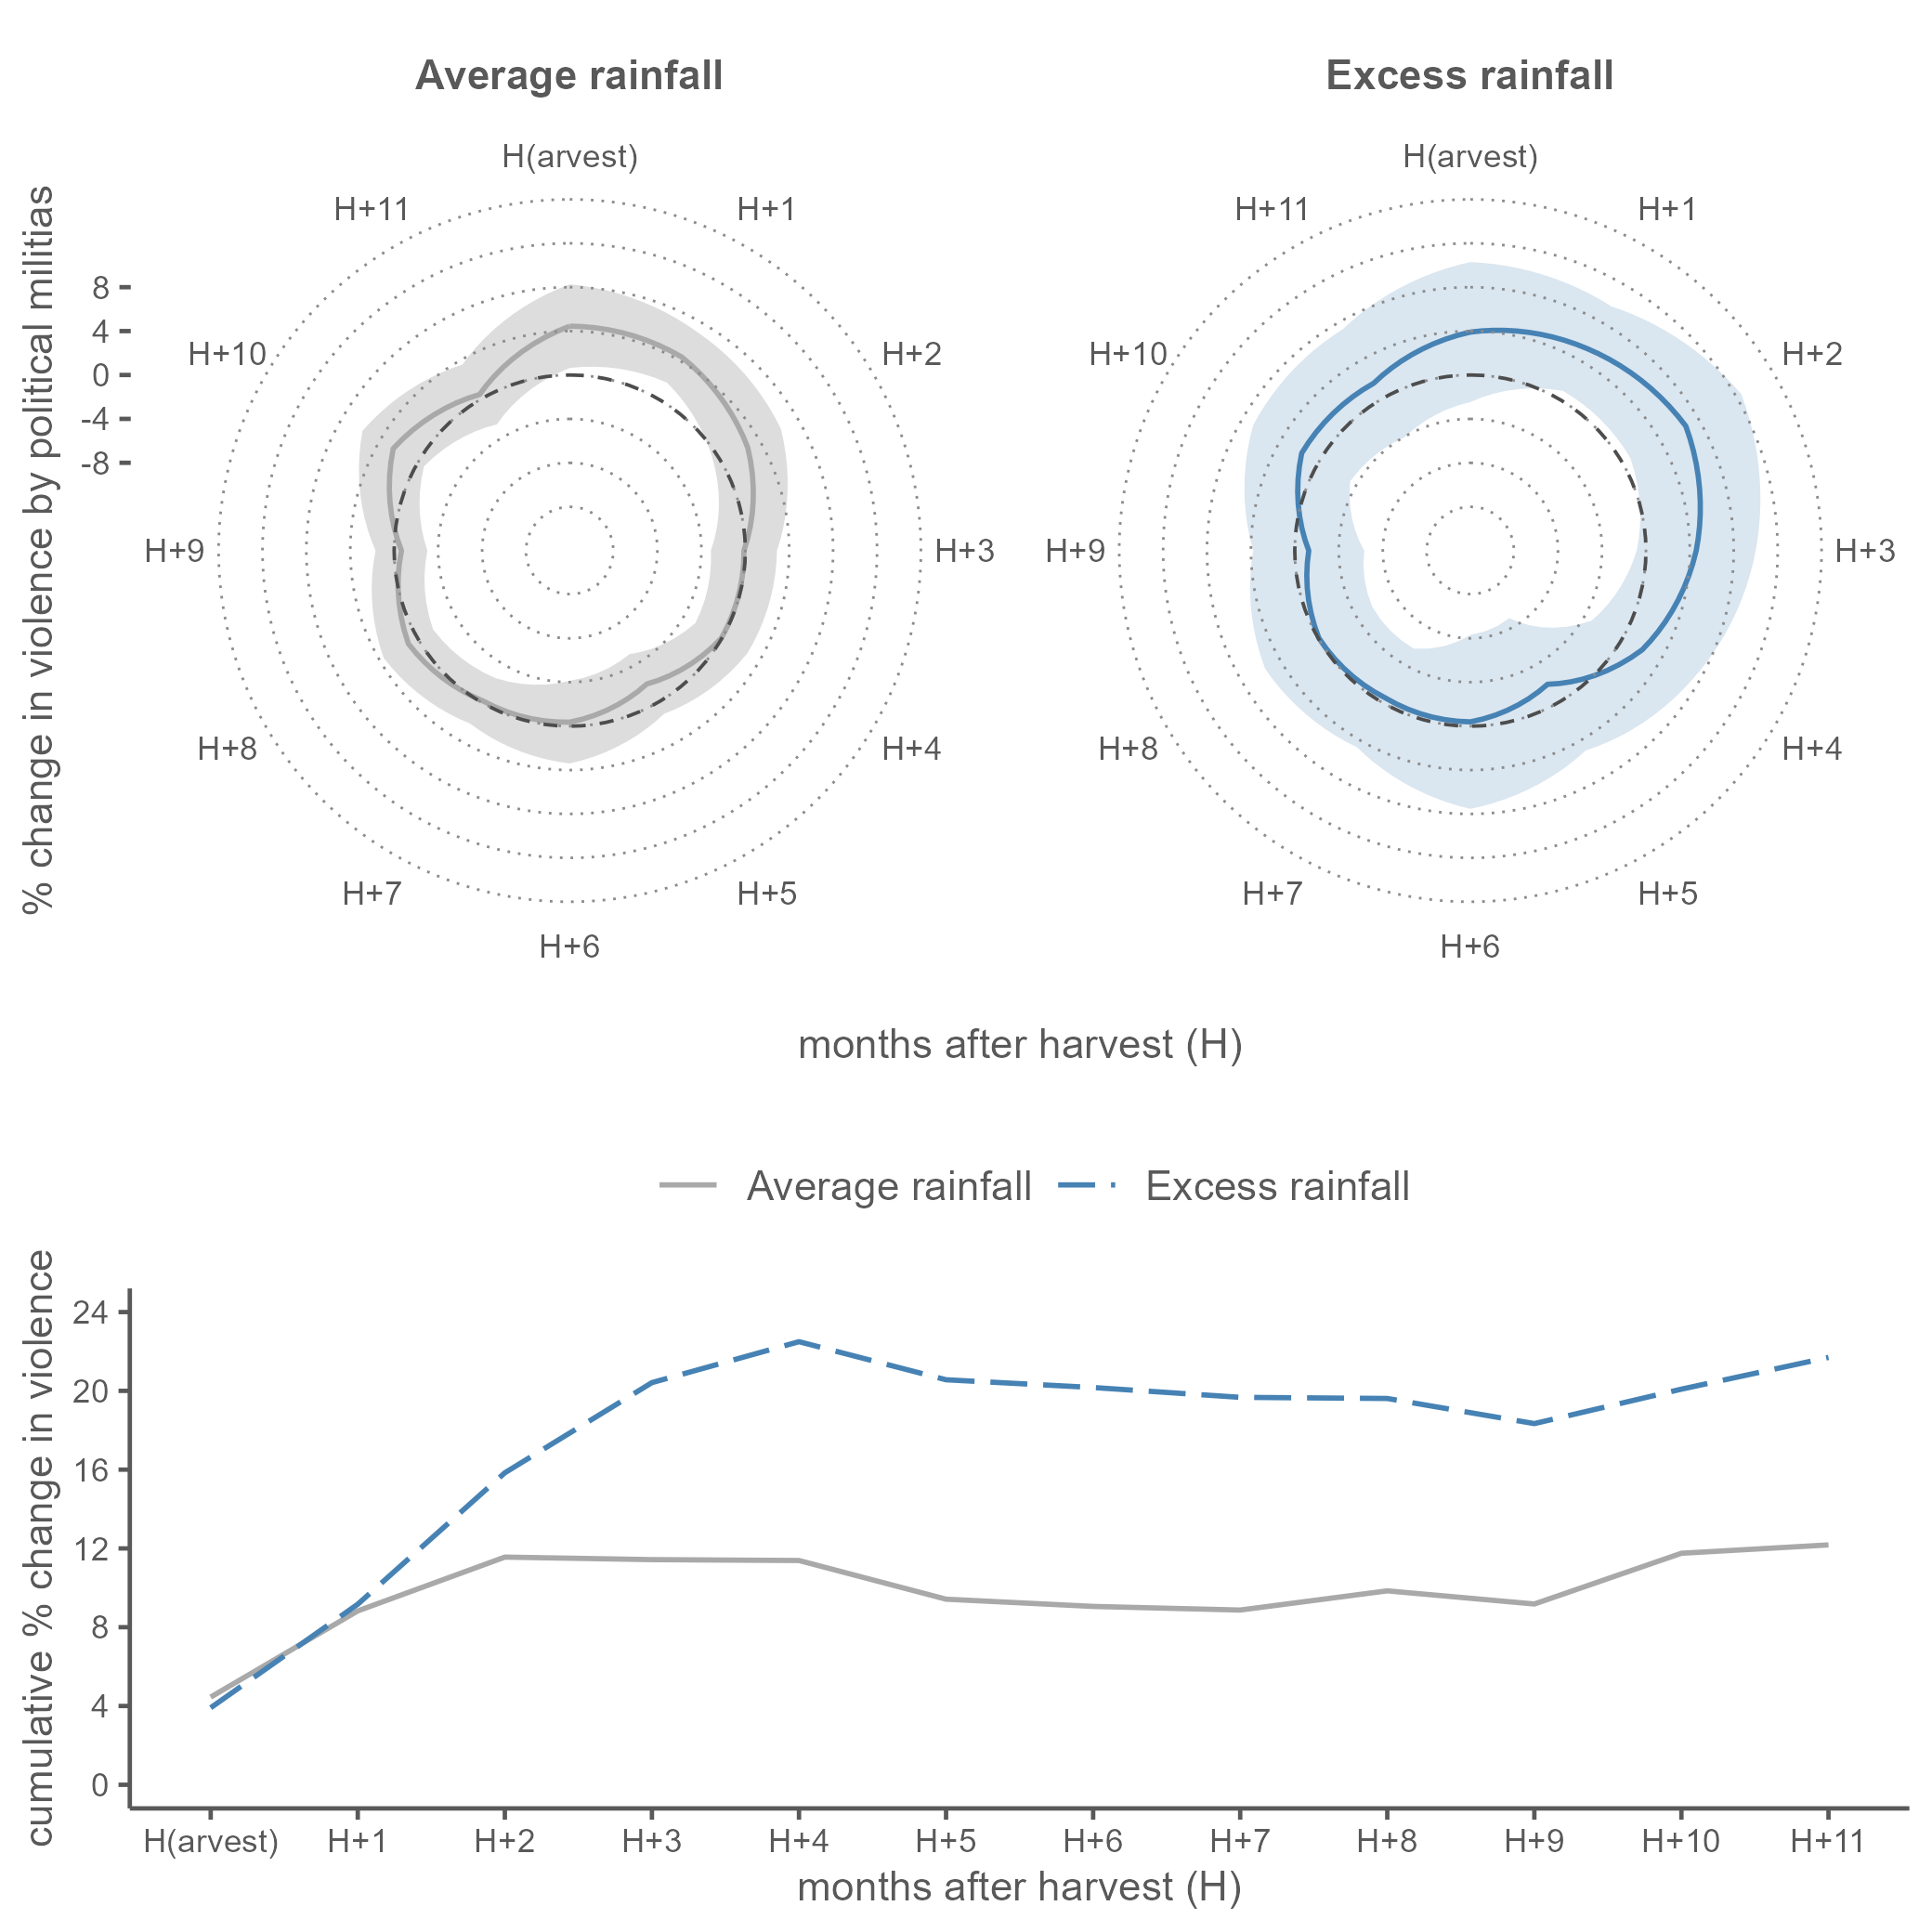 Average rainfall
Excess rainfall
% change in violence by political militias
8
4
0
-4
-8
H(arvest)
H+1
H+2
H+3
H+4
H+5
H+6
H+7
H+8
H+9
H+10
H+11
H(arvest)
H+1
H+2
H+3
H+4
H+5
H+6
H+7
H+8
H+9
H+10
H+11
months after harvest (H)
Average rainfall
Excess rainfall
cumulative % change in violence
24
20
16
12
8
4
0
H(arvest) H+1 H+2 H+3 H+4 H+5 H+6 H+7 H+8 H+9 H+10 H+11
months after harvest (H)